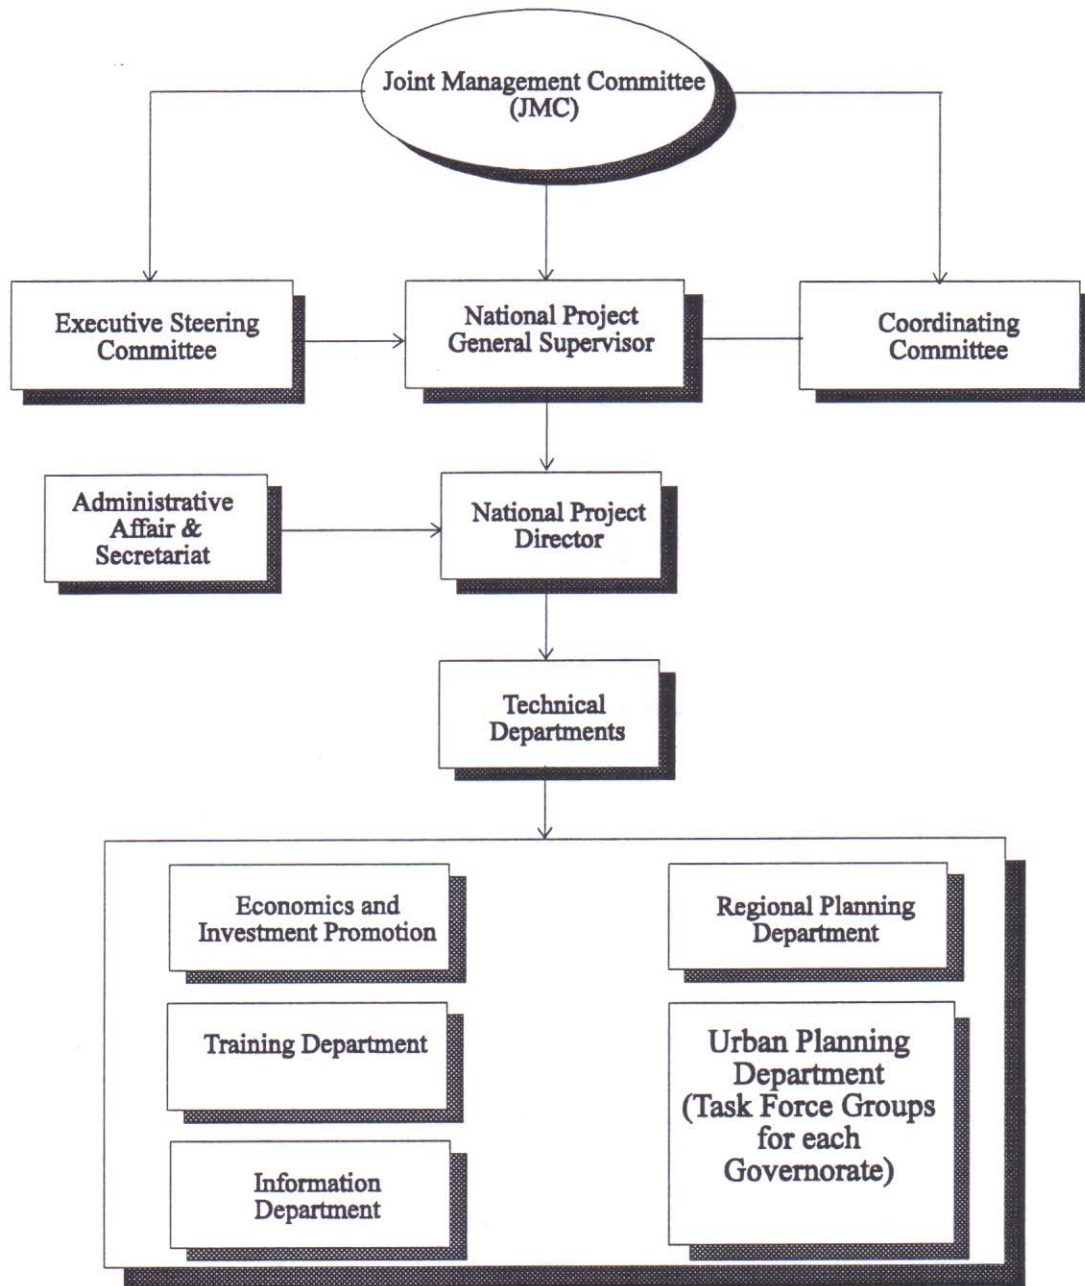 Joint Management Committee
(JMC)
Executive Steering
Committee
National Project
General Supervisor
Coordinating
Committee
Administrative
Affair &
Secretariat
National Project
Director
Technical
Departments
Economics and
Investment Promotion
Regional Planning
Department
Training Department
Urban Planning
Department
(Task Force Groups
for each
Governorate)
Information
Department